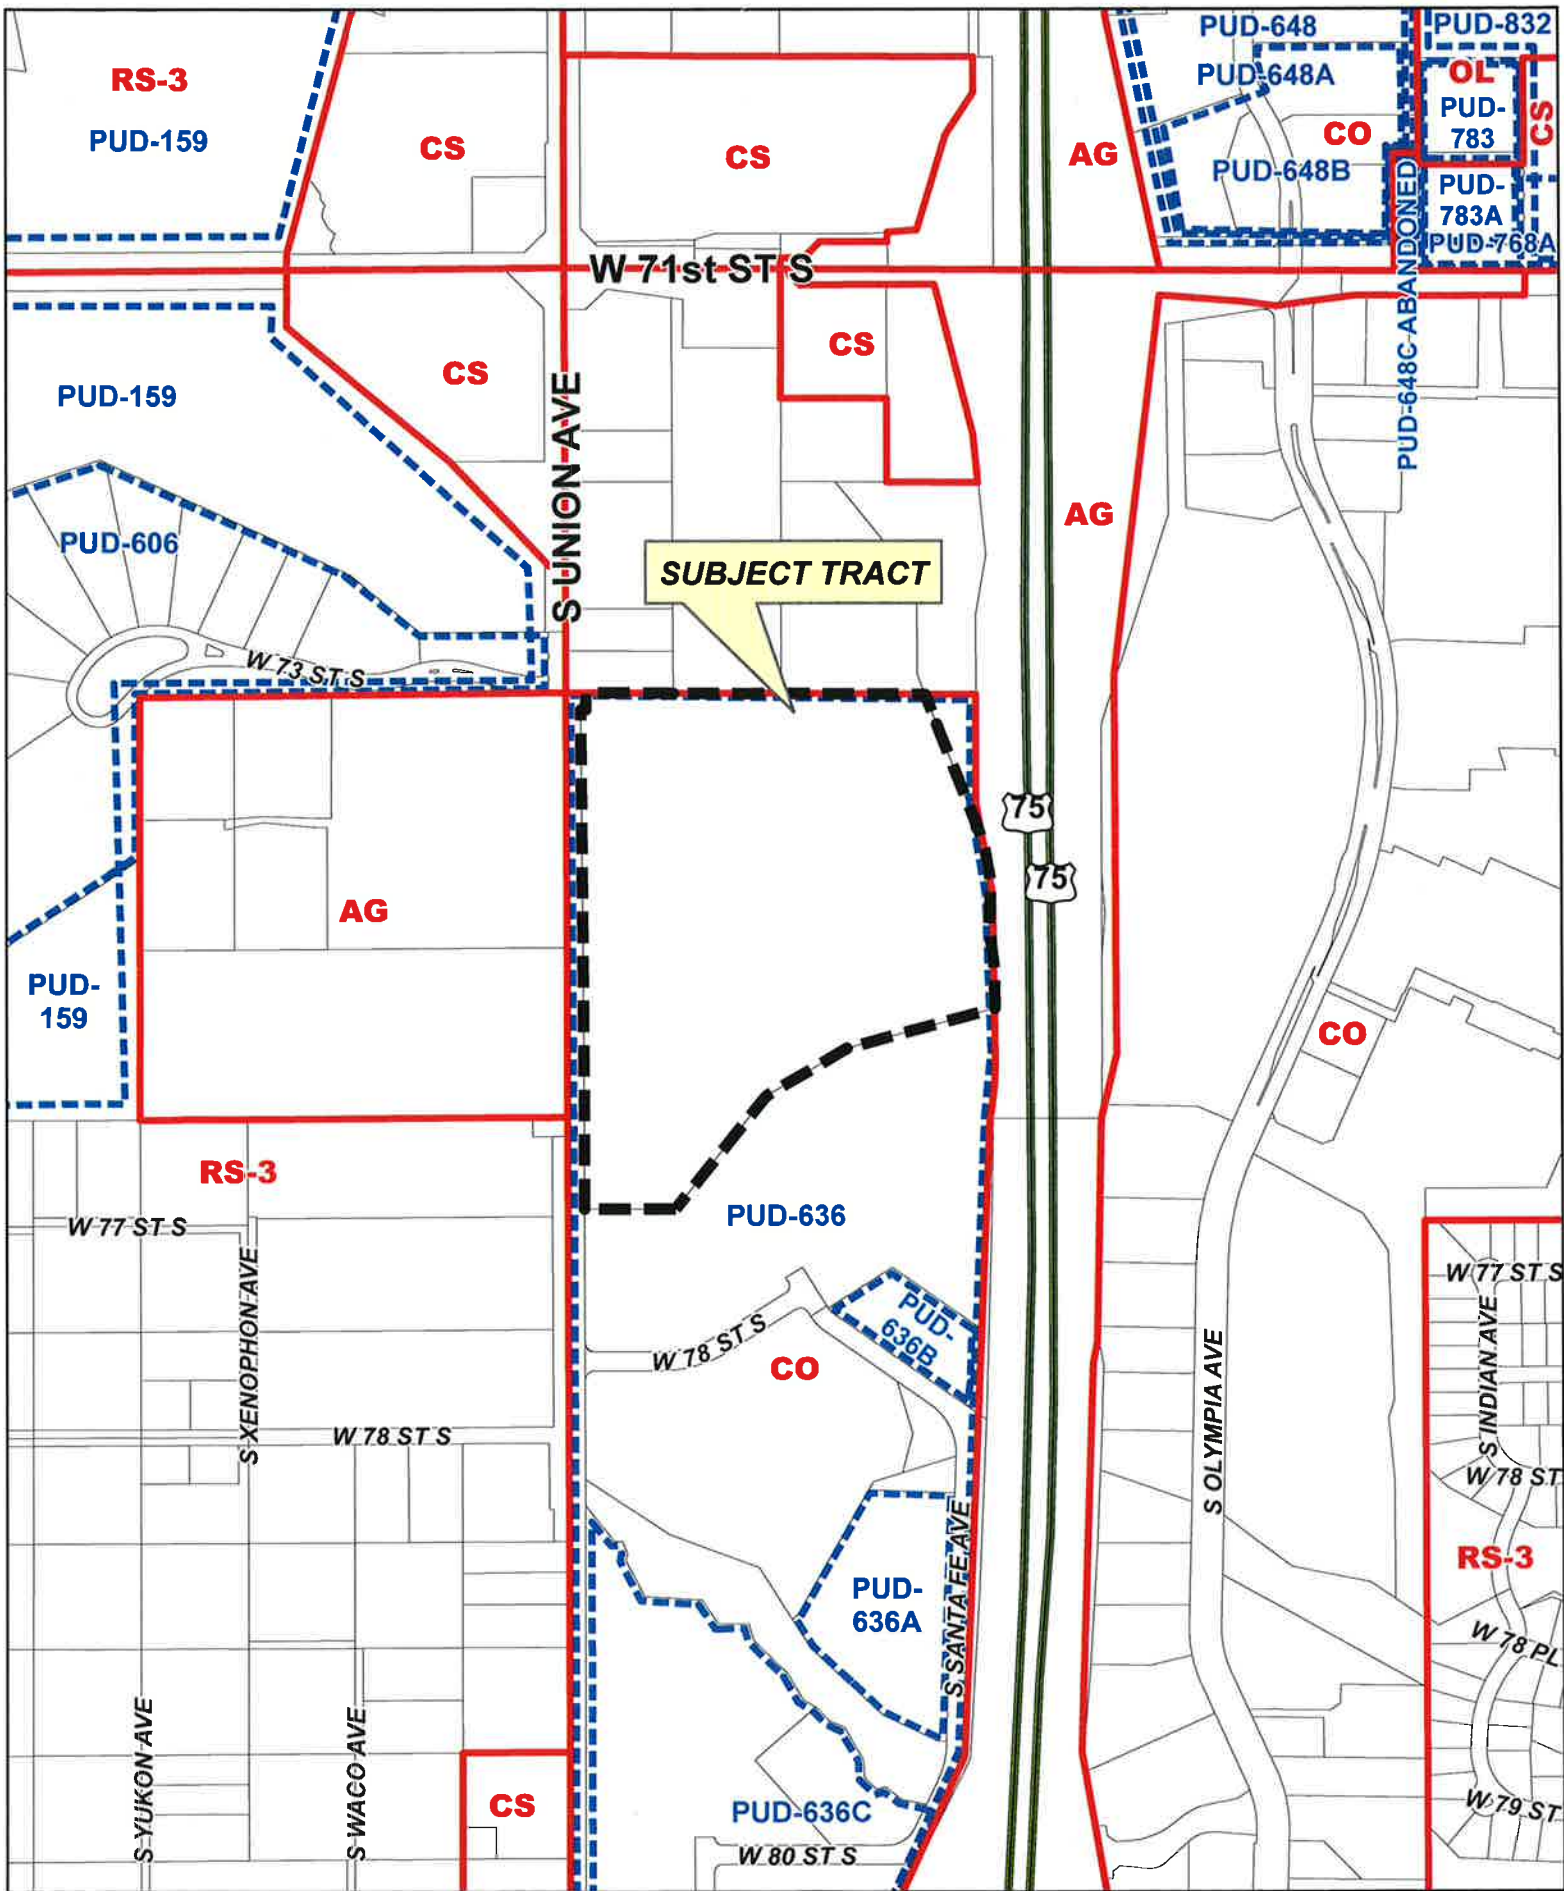 PUD-648
PUD-832
RS-3
PUD-648A
OL
CS
PUD-159
CS
CS
AG
CO
PUD-
783
PUD-648B
PUD-
783A
PUD-768A
W 71st ST S
PUD-648C-ABANDONED
CS
CS
PUD-159
S UNION AVE
AG
PUD-606
SUBJECT TRACT
W 73 ST S
75
75
AG
PUD-
159
CO
RS-3
PUD-636
W 77 ST S
W 77 ST S
S XENOPHON AVE
PUD-
636B
S INDIAN AVE
W 78 ST S
CO
S OLYMPIA AVE
W 78 ST S
W 78 ST
RS-3
PUD-
636A
S SANTA FE AVE
W 78 PL
S YUKON AVE
S WACO AVE
CS
PUD-636C
W 79 ST
W 80 ST S